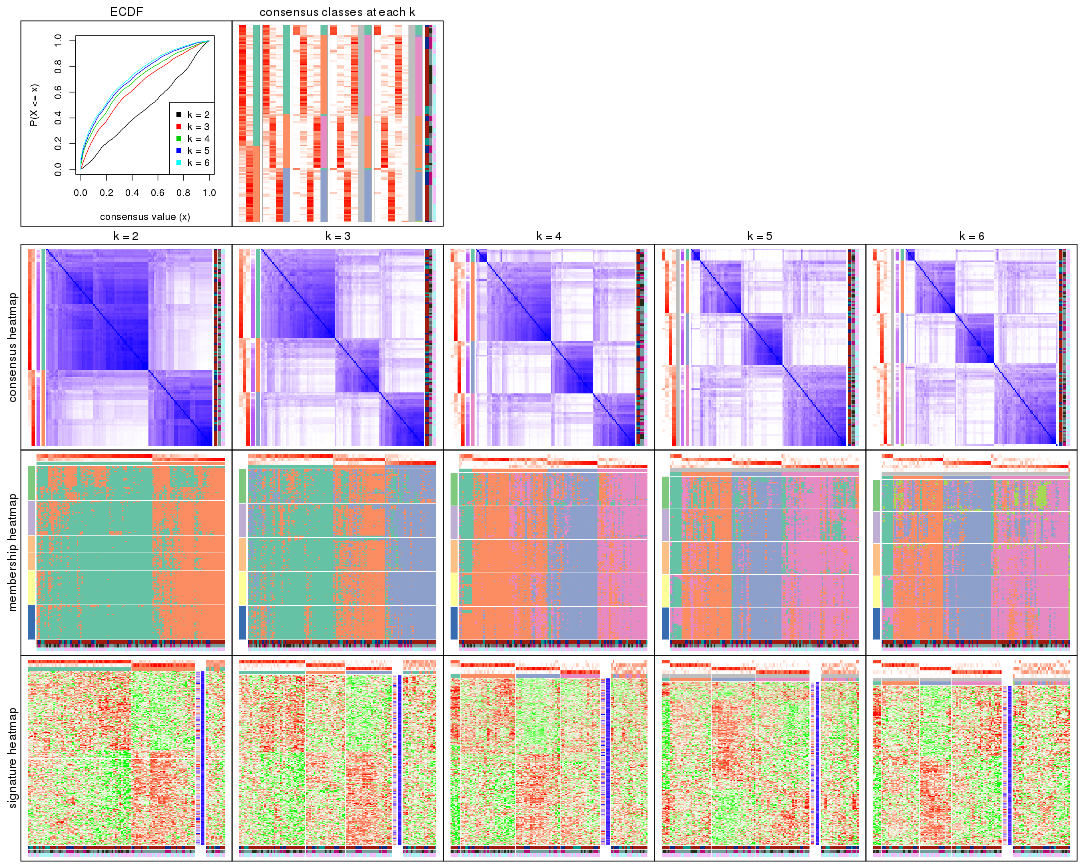 ECDF
consensus classes at each k
P(X <= x)
1.0
0.8
0.6
0.4
0.2
0.0
k = 2
k = 3
k = 4
k = 5
k = 6
0.0 0.2 0.4 0.6 0.8 1.0
consensus value (x)
k = 2
k = 3
k = 4
k = 5
k = 6
consensus heatmap
membership heatmap
signature heatmap